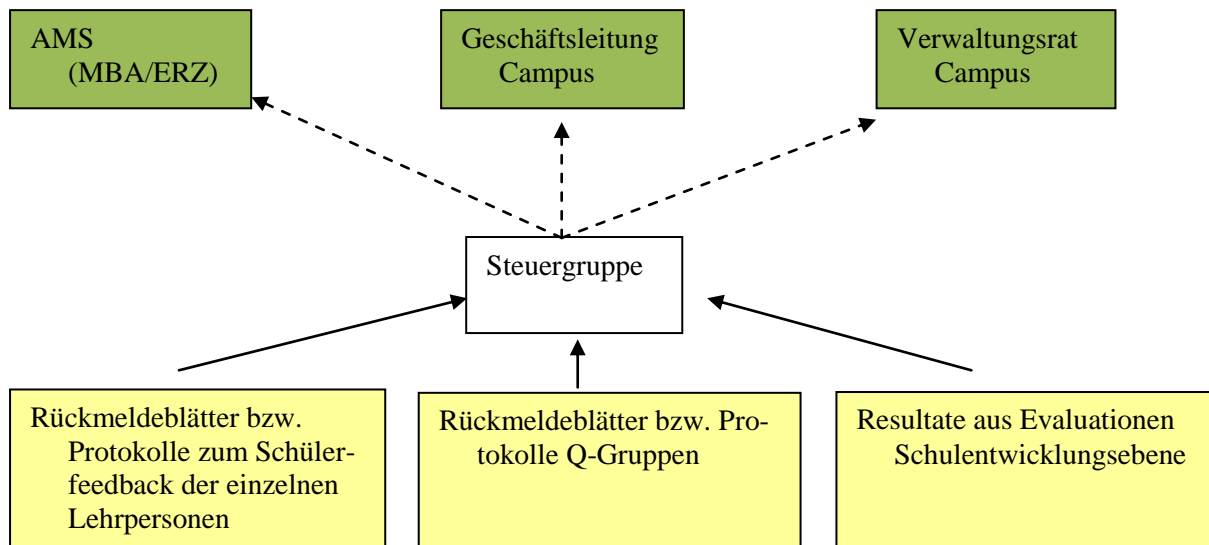 AMS
(MBA/ERZ)
Geschäftsleitung
Campus
Verwaltungsrat
Campus
Steuergruppe
Rückmeldeblätter bzw.
Protokolle zum Schüler-
feedback der einzelnen
Lehrpersonen
Rückmeldeblätter bzw. Pro-
tokolle Q-Gruppen
Resultate aus Evaluationen
Schulentwicklungsebene